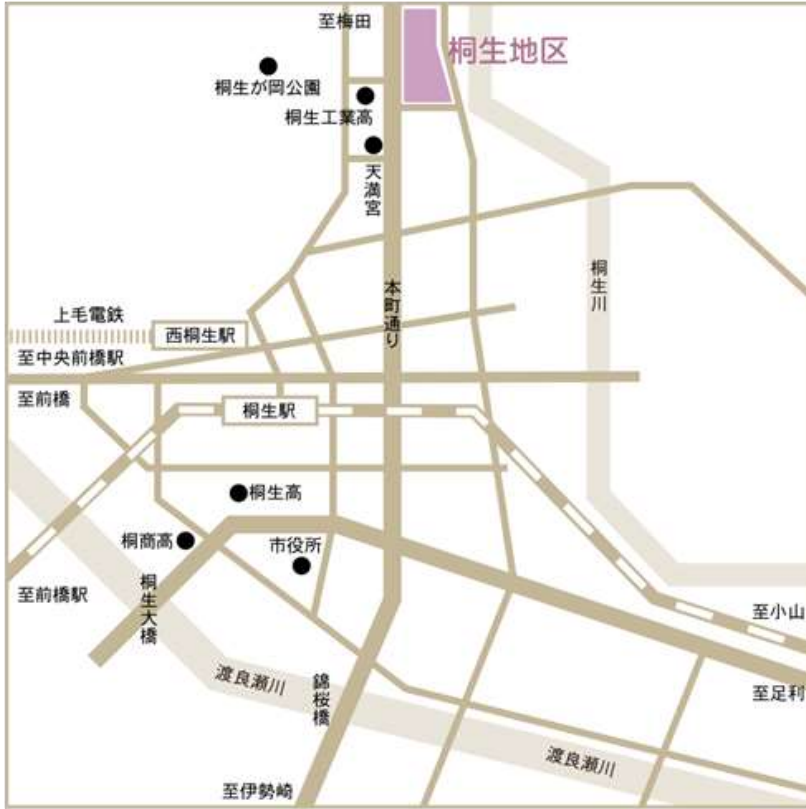 至梅田
桐生地区
桐生が岡公園
桐生工業高
天満宮
桐生川
本町通り
上毛電鉄
西桐生駅
至中央前橋駅
至前橋
桐生駅
桐生高
桐商高
市役所
至前橋駅
桐生大橋
至小山
渡良瀬川
錦桜橋
至足利
渡良瀬川
至伊勢崎